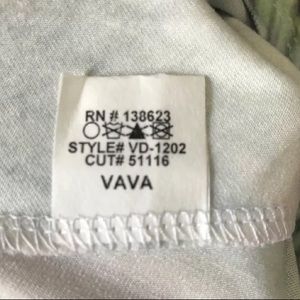 RN # 138623
STYLE# VD-1202
CUT# 51116
VAVA